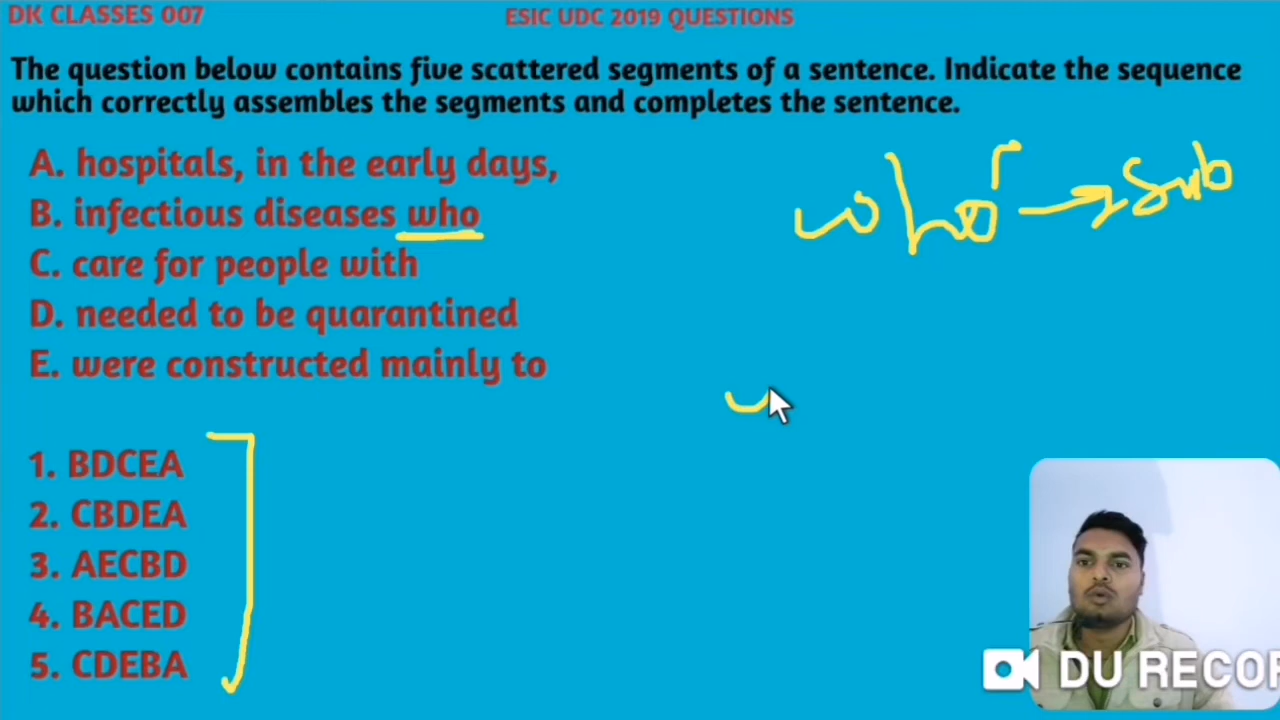 DK CLASSES 007
ESIC UDC 2019 QUESTIONS
The question below contains five scattered segments of a sentence. Indicate the sequence
which correctly assembles the segments and completes the sentence.
A. hospitals, in the early days,
B. infectious diseases who
C. care for people with
D. needed to be quarantined
E. were constructed mainly to
who → Sub
1. BDCEA
2. CBDEA
3. AECBD
4. BACED
5. CDEBA
DU RECOR